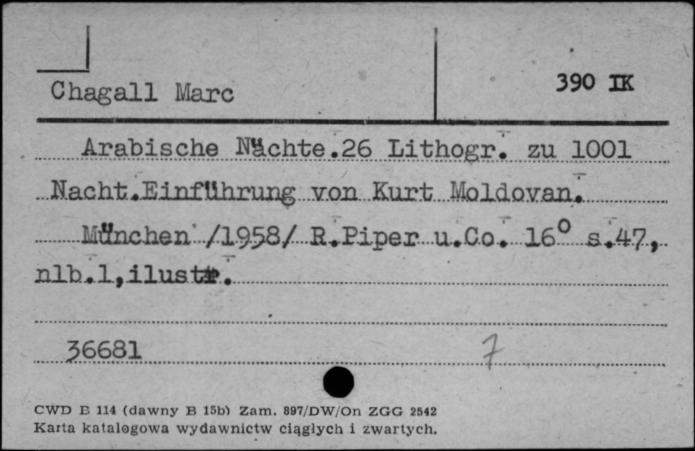 Chagall Marc 390 IK
Arabische Nächte.26 Lithogr. zu 1001
Nacht.Einführung von Kurt Moldovan.
München /1958/ R.Piper u.Co. 16° s.47,
nlb.1,ilustr.
36681 7
CWD E 114 (dawny B 15b) Zam. 897/DW/On ZGG 2542
Karta katalogowa wydawnictw ciągłych i zwartych.